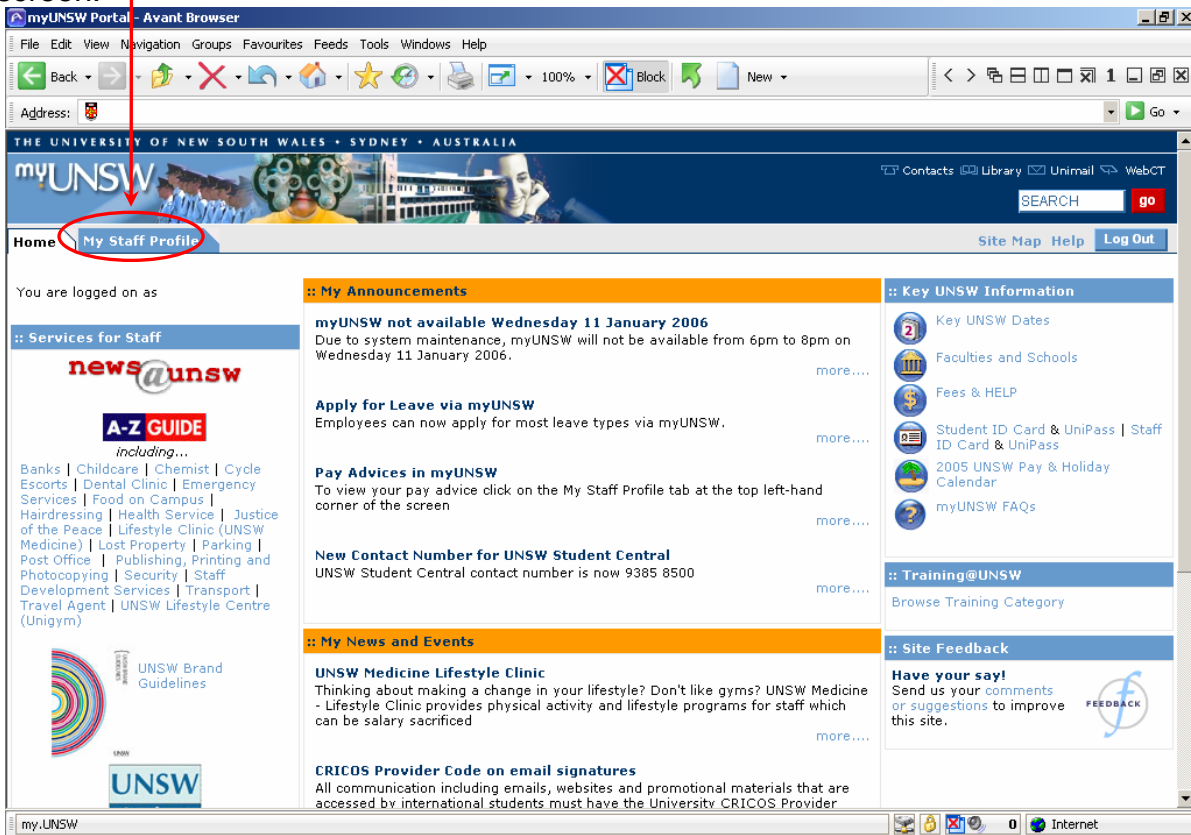 screen.
myUNSW Portal - Avant Browser
File Edit View Navigation Groups Favourites Feeds Tools Windows Help
Back 100% Block New 1
Address: Go
THE UNIVERSITY OF NEW SOUTH WALES • SYDNEY • AUSTRALIA
myUNSW
Contacts Library Unimail WebCT
SEARCH go
Home My Staff Profile Site Map Help Log Out
You are logged on as
:: Services for Staff
news@unsw
A-Z GUIDE
including...
Banks | Childcare | Chemist | Cycle
Escorts | Dental Clinic | Emergency
Services | Food on Campus |
Hairdressing | Health Service | Justice
of the Peace | Lifestyle Clinic (UNSW
Medicine) | Lost Property | Parking |
Post Office | Publishing, Printing and
Photocopying | Security | Staff
Development Services | Transport |
Travel Agent | UNSW Lifestyle Centre
(Unigym)
UNSW Brand
Guidelines
UNSW
UNSW
:: My Announcements
myUNSW not available Wednesday 11 January 2006
Due to system maintenance, myUNSW will not be available from 6pm to 8pm on
Wednesday 11 January 2006.
more....
Apply for Leave via myUNSW
Employees can now apply for most leave types via myUNSW.
more....
Pay Advices in myUNSW
To view your pay advice click on the My Staff Profile tab at the top left-hand
corner of the screen
more....
New Contact Number for UNSW Student Central
UNSW Student Central contact number is now 9385 8500
more....
:: My News and Events
UNSW Medicine Lifestyle Clinic
Thinking about making a change in your lifestyle? Don't like gyms? UNSW Medicine
- Lifestyle Clinic provides physical activity and lifestyle programs for staff which
can be salary sacrificed
more....
CRICOS Provider Code on email signatures
All communication including emails, websites and promotional materials that are
accessed by international students must have the University CRICOS Provider
:: Key UNSW Information
2
Key UNSW Dates
Faculties and Schools
$
Fees & HELP
Student ID Card & UniPass | Staff
ID Card & UniPass
2005 UNSW Pay & Holiday
Calendar
?
myUNSW FAQs
:: Training@UNSW
Browse Training Category
:: Site Feedback
Have your say!
Send us your comments
or suggestions to improve
this site.
FEEDBACK
my.UNSW 0 Internet